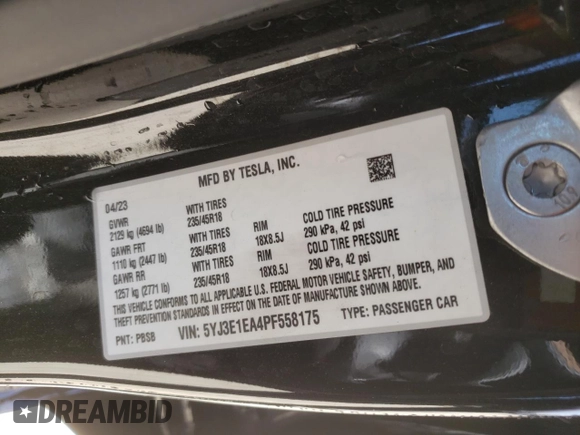 MFD BY TESLA, INC.
04/23
GVWR WITH TIRES
2129 kg (4694 lb) 235/45R18 RIM COLD TIRE PRESSURE
GAWR FRT WITH TIRES 18X8.5J 290 kPa, 42 psi
1110 kg (2447 lb) 235/45R18 RIM COLD TIRE PRESSURE
GAWR RR WITH TIRES 18X8.5J 290 kPa, 42 psi
1257 kg (2771 lb) 235/45R18
THIS VEHICLE CONFORMS TO ALL APPLICABLE U.S. FEDERAL MOTOR VEHICLE SAFETY, BUMPER, AND
THEFT PREVENTION STANDARDS IN EFFECT ON THE DATE OF MANUFACTURE SHOWN ABOVE.
PNT: PBSB VIN: 5YJ3E1EA4PF558175 TYPE: PASSENGER CAR
DREAMBID